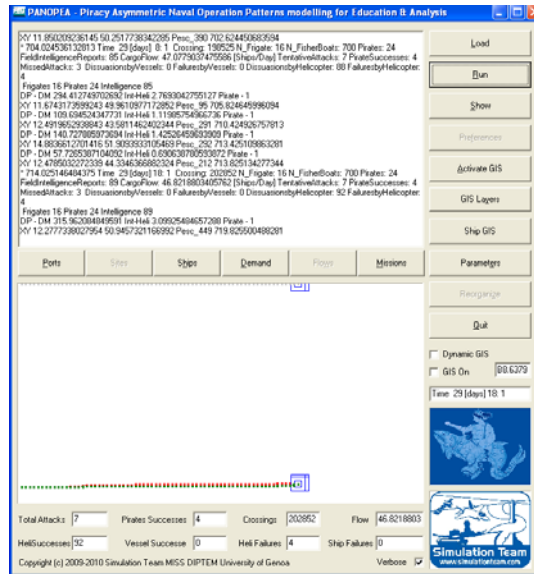 PANOPEA - Piracy Asymmetric Naval Operation Patterns modelling for Education & Analysis
XY 11.850209236145 50.2517738342285 Pesc_390 702.624450683594
* 704.024536132813 Time 29 [days] 8: 1 Crossing: 198525 N_Frigate: 16 N_FisherBoats: 700 Pirates: 24
FieldIntelligenceReports: 85 CargoFlow: 47.0779037475586 [Ships/Day] TentativeAttacks: 7 PirateSuccesses: 4
MissedAttacks: 3 DissuasionsbyVessels: 0 FailuresbyVessels: 0 DissuasionsbyHelicopter: 88 FailuresbyHelicopter:
4
Frigates 16 Pirates 24 Intelligence 85
DP - DM 294.412749702692 Int-Heli 2.7693042755127 Pirate - 1
XY 11.6743173599243 49.9610977172852 Pesc_95 705.824645996094
DP - DM 109.694524347731 Int-Heli 1.11985754966736 Pirate - 1
XY 12.4919652938843 43.5811462402344 Pesc_291 710.424926757813
DP - DM 140.727885973694 Int-Heli 1.42526459693909 Pirate - 1
XY 14.8836612701416 51.9093933105469 Pesc_292 713.425109863281
DP - DM 57.7265387104092 Int-Heli 0.690638780593872 Pirate - 1
XY 12.4785032272339 44.3346366882324 Pesc_212 713.825134277344
* 714.025146484375 Time 29 [days] 18: 1 Crossing: 202852 N_Frigate: 16 N_FisherBoats: 700 Pirates: 24
FieldIntelligenceReports: 89 CargoFlow: 46.8218803405762 [Ships/Day] TentativeAttacks: 7 PirateSuccesses: 4
MissedAttacks: 3 DissuasionsbyVessels: 0 FailuresbyVessels: 0 DissuasionsbyHelicopter: 92 FailuresbyHelicopter:
4
Frigates 16 Pirates 24 Intelligence 89
DP - DM 315.962084849591 Int-Heli 3.09925484657288 Pirate - 1
XY 12.2777338027954 50.9457321166992 Pesc_449 719.825500488281
Load
Run
Show
Preferences
Activate GIS
GIS Layers
Ship GIS
Parameters
Reorganize
Quit
Ports Sites Ships Demand Flows Missions
Dynamic GIS
GIS On 88.6379
Time 29 [days] 18: 1
Total Attacks 7 Pirates Successes 4 Crossings 202852 Flow 46.8218803
HeliSuccesses 92 Vessel Successe 0 Heli Failures 4 Ship Failures 0
Copyright (c) 2009-2010 Simulation Team MISS DIPTEM University of Genoa Verbose
Simulation Team
www.simulationteam.com